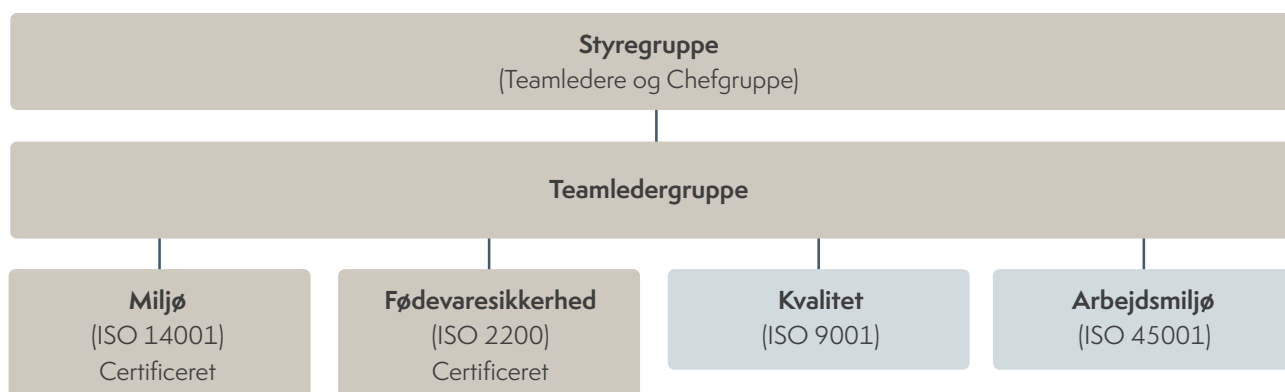 Styregruppe
(Teamledere og Chefgruppe)
Teamledergruppe
Miljø
(ISO 14001)
Certificeret
Fødevaresikkerhed
(ISO 2200)
Certificeret
Kvalitet
(ISO 9001)
Arbejdsmiljø
(ISO 45001)